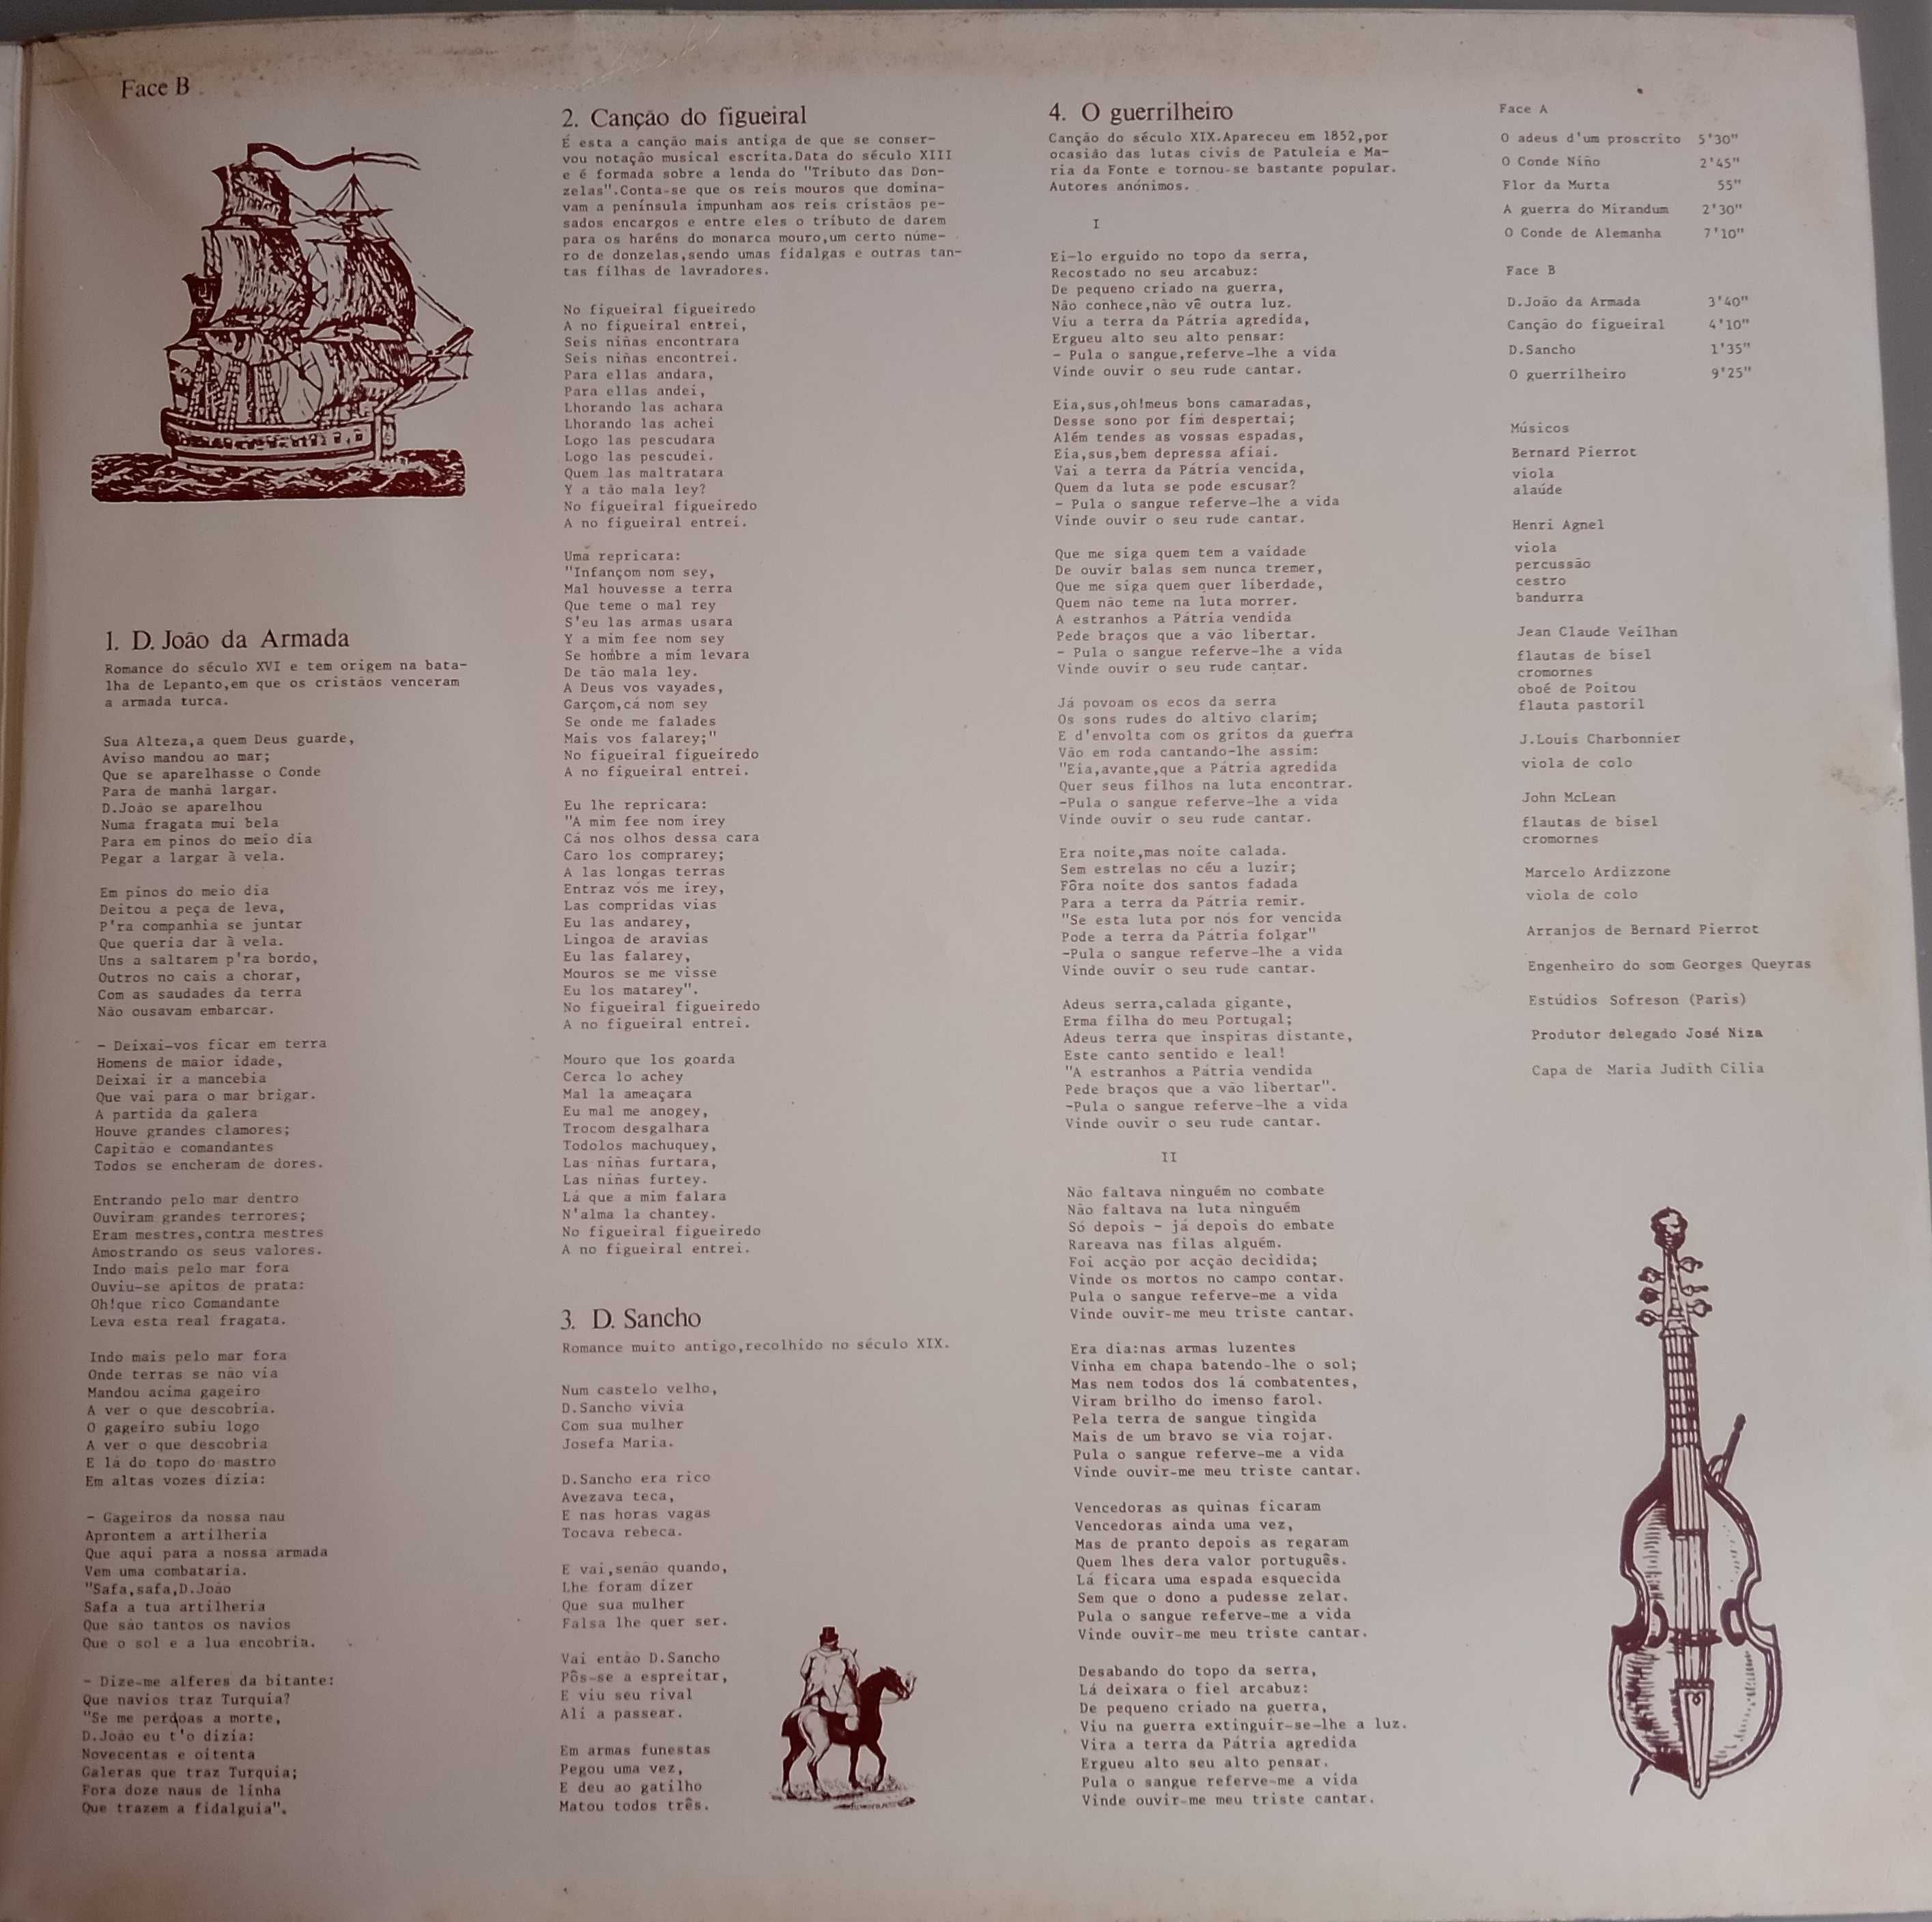 Face B
1. D. João da Armada
Romance do século XVI e tem origem na bata-
lha de Lepanto,em que os cristãos venceram
a armada turca.
Sua Alteza,a quem Deus guarde,
Aviso mandou ao mar;
Que se aparelhasse o Conde
Para de manhã largar.
D.João se aparelhou
Numa fragata mui bela
Para em pinos do meio dia
Pegar a largar à vela.
Em pinos do meio dia
Deitou a peça de leva,
P'ra companhia se juntar
Que queria dar à vela.
Uns a saltarem p'ra bordo,
Outros no cais a chorar,
Com as saudades da terra
Não ousavam embarcar.
- Deixai-vos ficar em terra
Homens de maior idade,
Deixai ir a mancebia
Que vai para o mar brigar.
A partida da galera
Houve grandes clamores;
Capitão e comandantes
Todos se encheram de dores.
Entrando pelo mar dentro
Ouviram grandes terrores;
Eram mestres,contra mestres
Amostrando os seus valores.
Indo mais pelo mar fora
Ouviu-se apitos de prata:
Oh!que rico Comandante
Leva esta real fragata.
Indo mais pelo mar fora
Onde terras se não via
Mandou acima gageiro
A ver o que descobria.
O gageiro subiu logo
A ver o que descobria
E lá do topo do mastro
Em altas vozes dizia:
- Gageiros da nossa nau
Aprontem a artilheria
Que aqui para a nossa armada
Vem uma combataria.
"Safa,safa,D.João
Safa a tua artilheria
Que são tantos os navios
Que o sol e a lua encobria.
- Dize-me alferes da bitante:
Que navios traz Turquia?
"Se me perdoas a morte,
D.João eu t'o dizia:
Novecentas e oitenta
Galeras que traz Turquia;
Fora doze naus de linha
Que trazem a fidalguia".
2. Canção do figueiral
É esta a canção mais antiga de que se conser-
vou notação musical escrita.Data do século XIII
e é formada sobre a lenda do "Tributo das Don-
zelas".Conta-se que os reis mouros que domina-
vam a península impunham aos reis cristãos pe-
sados encargos e entre eles o tributo de darem
para os haréns do monarca mouro,um certo núme-
ro de donzelas,sendo umas fidalgas e outras tan-
tas filhas de lavradores.
No figueiral figueiredo
A no figueiral entrei,
Seis niñas encontrara
Seis niñas encontrei.
Para ellas andara,
Para ellas andei,
Lhorando las achara
Lhorando las achei
Logo las pescudara
Logo las pescudei.
Quem las maltratara
Y a tão mala ley?
No figueiral figueiredo
A no figueiral entrei.
Uma repricara:
"Infançom nom sey,
Mal houvesse a terra
Que teme o mal rey
S'eu las armas usara
Y a mim fee nom sey
Se hombre a mim levara
De tão mala ley.
A Deus vos vayades,
Garçom,cá nom sey
Se onde me falades
Mais vos falarey;"
No figueiral figueiredo
A no figueiral entrei.
Eu lhe repricara:
"A mim fee nom irey
Cá nos olhos dessa cara
Caro los comprarey;
A las longas terras
Entraz vós me irey,
Las compridas vias
Eu las andarey,
Lingoa de aravias
Eu las falarey,
Mouros se me visse
Eu los matarey".
No figueiral figueiredo
A no figueiral entrei.
Mouro que los goarda
Cerca lo achey
Mal la ameaçara
Eu mal me anogey,
Trocom desgalhara
Todolos machuquey,
Las niñas furtara,
Las niñas furtey.
Lá que a mim falara
N'alma la chantey.
No figueiral figueiredo
A no figueiral entrei.
3. D. Sancho
Romance muito antigo,recolhido no século XIX.
Num castelo velho,
D.Sancho vivia
Com sua mulher
Josefa Maria.
D.Sancho era rico
Avezava teca,
E nas horas vagas
Tocava rebeca.
E vai,senão quando,
Lhe foram dizer
Que sua mulher
Falsa lhe quer ser.
Vai então D.Sancho
Pôs-se a espreitar,
E viu seu rival
Ali a passear.
Em armas funestas
Pegou uma vez,
E deu ao gatilho
Matou todos três.
4. O guerrilheiro
Canção do século XIX.Apareceu em 1852,por
ocasião das lutas civis de Patuleia e Ma-
ria da Fonte e tornou-se bastante popular.
Autores anónimos.
I
Ei-lo erguido no topo da serra,
Recostado no seu arcabuz:
De pequeno criado na guerra,
Não conhece,não vê outra luz.
Viu a terra da Pátria agredida,
Ergueu alto seu alto pensar:
- Pula o sangue,referve-lhe a vida
Vinde ouvir o seu rude cantar.
Eia,sus,oh!meus bons camaradas,
Desse sono por fim despertai;
Além tendes as vossas espadas,
Eia,sus,bem depressa afiai.
Vai a terra da Pátria vencida,
Quem da luta se pode escusar?
- Pula o sangue referve-lhe a vida
Vinde ouvir o seu rude cantar.
Que me siga quem tem a vaidade
De ouvir balas sem nunca tremer,
Que me siga quem quer liberdade,
Quem não teme na luta morrer.
A estranhos a Pátria vendida
Pede braços que a vão libertar.
- Pula o sangue referve-lhe a vida
Vinde ouvir o seu rude cantar.
Já povoam os ecos da serra
Os sons rudes do altivo clarim;
E d'envolta com os gritos da guerra
Vão em roda cantando-lhe assim:
"Eia,avante,que a Pátria agredida
Quer seus filhos na luta encontrar.
-Pula o sangue referve-lhe a vida
Vinde ouvir o seu rude cantar.
Era noite,mas noite calada.
Sem estrelas no céu a luzir;
Fôra noite dos santos fadada
Para a terra da Pátria remir.
"Se esta luta por nós for vencida
Pode a terra da Pátria folgar"
-Pula o sangue referve-lhe a vida
Vinde ouvir o seu rude cantar.
Adeus serra,calada gigante,
Erma filha do meu Portugal;
Adeus terra que inspiras distante,
Este canto sentido e leal!
"A estranhos a Pátria vendida
Pede braços que a vão libertar".
-Pula o sangue referve-lhe a vida
Vinde ouvir o seu rude cantar.
II
Não faltava ninguém no combate
Não faltava na luta ninguém
Só depois - já depois do embate
Rareava nas filas alguém.
Foi acção por acção decidida;
Vinde os mortos no campo contar.
Pula o sangue referve-me a vida
Vinde ouvir-me meu triste cantar.
Era dia:nas armas luzentes
Vinha em chapa batendo-lhe o sol;
Mas nem todos dos lá combatentes,
Viram brilho do imenso farol.
Pela terra de sangue tingida
Mais de um bravo se via rojar.
Pula o sangue referve-me a vida
Vinde ouvir-me meu triste cantar.
Vencedoras as quinas ficaram
Vencedoras ainda uma vez,
Mas de pranto depois as regaram
Quem lhes dera valor português.
Lá ficara uma espada esquecida
Sem que o dono a pudesse zelar.
Pula o sangue referve-me a vida
Vinde ouvir-me meu triste cantar.
Desabando do topo da serra,
Lá deixara o fiel arcabuz:
De pequeno criado na guerra,
Viu na guerra extinguir-se-lhe a luz.
Vira a terra da Pátria agredida
Ergueu alto seu alto pensar.
Pula o sangue referve-me a vida
Vinde ouvir-me meu triste cantar.
Face A
O adeus d'um proscrito 5'30"
O Conde Niño 2'45"
Flor da Murta 55"
A guerra do Mirandum 2'30"
O Conde de Alemanha 7'10"
Face B
D.João da Armada 3'40"
Canção do figueiral 4'10"
D.Sancho 1'35"
O guerrilheiro 9'25"
Músicos
Bernard Pierrot
viola
alaúde
Henri Agnel
viola
percussão
cestro
bandurra
Jean Claude Veilhan
flautas de bisel
cromornes
oboé de Poitou
flauta pastoril
J.Louis Charbonnier
viola de colo
John McLean
flautas de bisel
cromornes
Marcelo Ardizzone
viola de colo
Arranjos de Bernard Pierrot
Engenheiro do som Georges Queyras
Estúdios Sofreson (Paris)
Produtor delegado José Niza
Capa de Maria Judith Cília